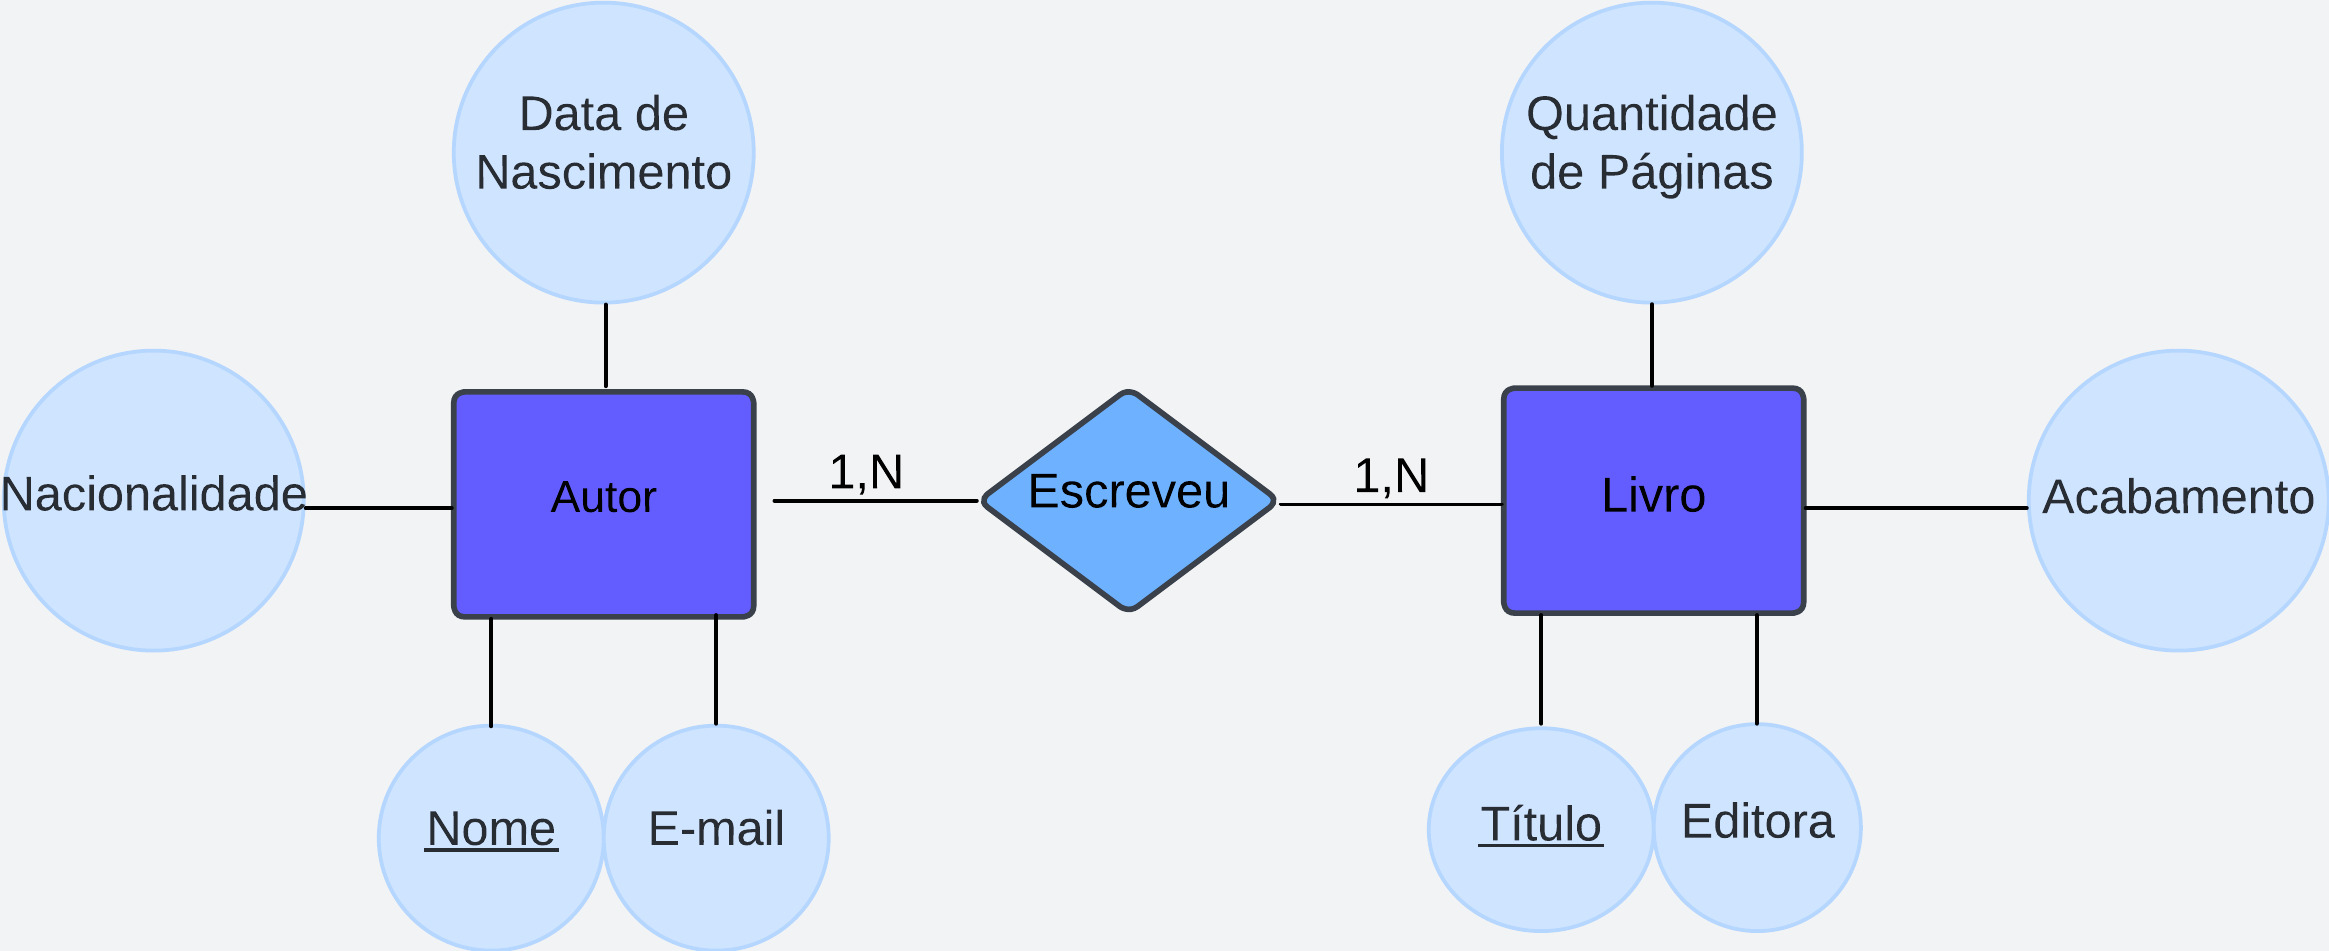 Data de
Nascimento
Quantidade
de Páginas
Nacionalidade
Autor
1,N
Escreveu
1,N
Livro
Acabamento
Nome
E-mail
Título
Editora